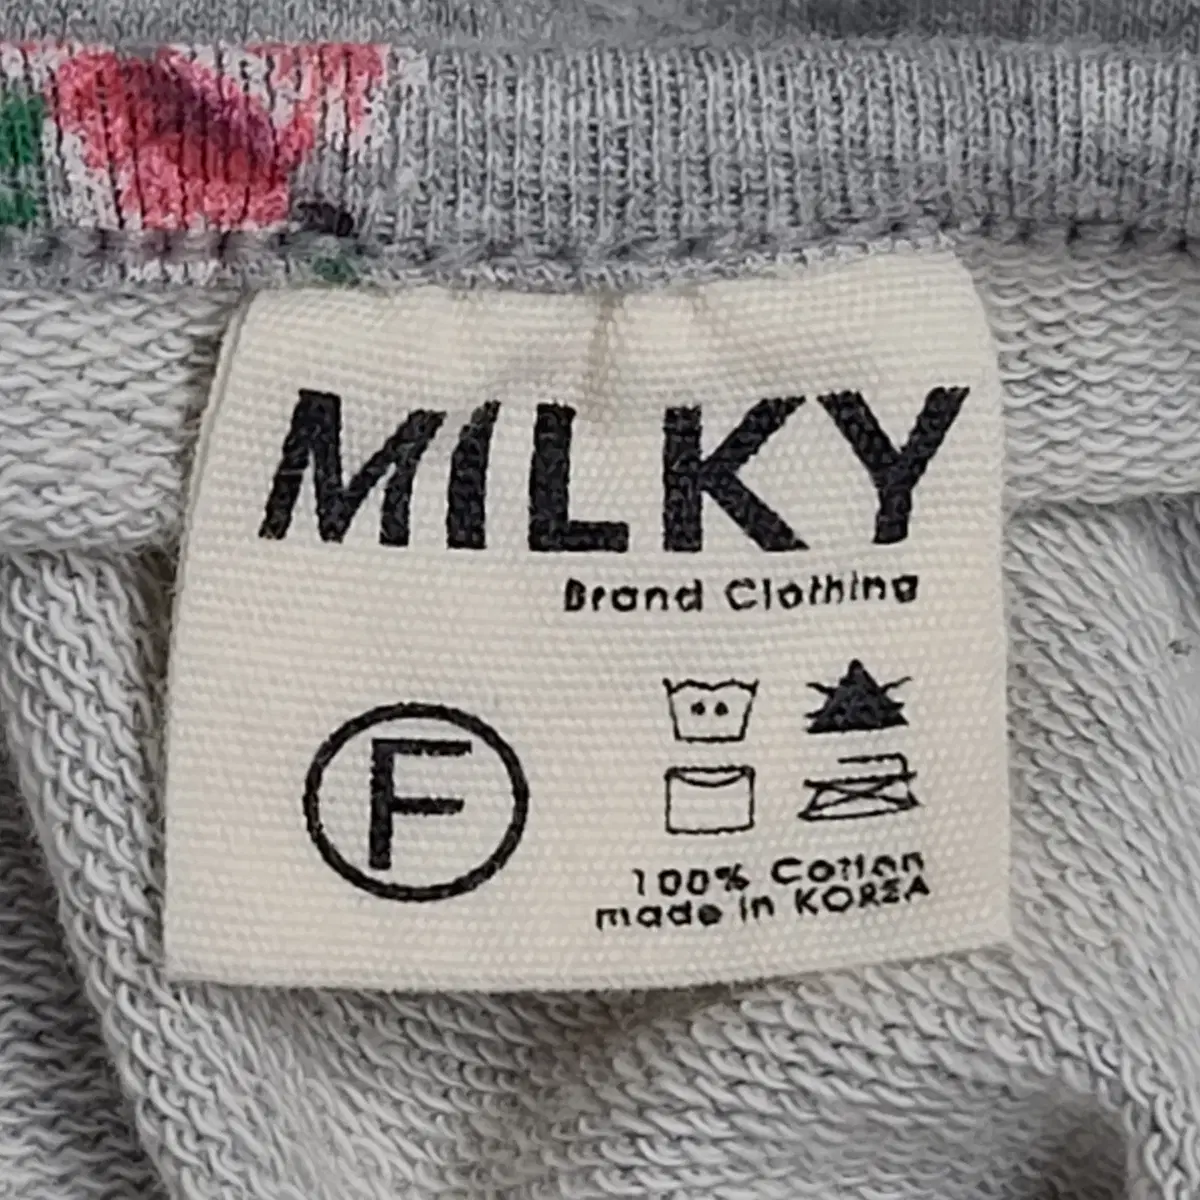 MILKY
Brand Clothing
F
100% Cotton
made in KOREA